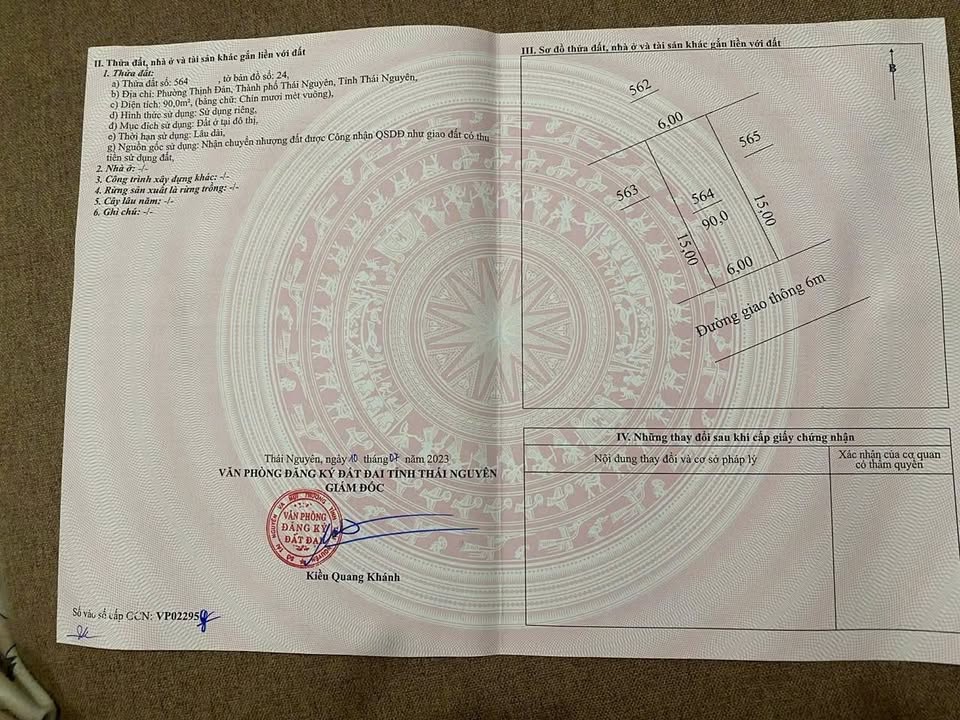 II. Thửa đất, nhà ở và tài sản khác gắn liền với đất
1. Thửa đất:
a) Thửa đất số: 564 , tờ bản đồ số: 24,
b) Địa chỉ: Phường Thịnh Đán, Thành phố Thái Nguyên, Tỉnh Thái Nguyên,
c) Diện tích: 90,0m², (bằng chữ: Chín mươi mét vuông),
d) Hình thức sử dụng: Sử dụng riêng,
đ) Mục đích sử dụng: Đất ở tại đô thị,
e) Thời hạn sử dụng: Lâu dài,
g) Nguồn gốc sử dụng: Nhận chuyển nhượng đất được Công nhận QSDĐ như giao đất có thu
tiền sử dụng đất,
2. Nhà ở: -/-
3. Công trình xây dựng khác: -/-
4. Rừng sản xuất là rừng trồng: -/-
5. Cây lâu năm: -/-
6. Ghi chú: -/-
Thái Nguyên, ngày 10 tháng 07 năm 2023
VĂN PHÒNG ĐĂNG KÝ ĐẤT ĐAI TỈNH THÁI NGUYÊN
GIÁM ĐỐC
VĂN PHÒNG
ĐĂNG KÝ
ĐẤT ĐAI
Kiều Quang Khánh
Số vào sổ cấp GCN: VP02295
III. Sơ đồ thửa đất, nhà ở và tài sản khác gắn liền với đất
B
562
6,00
565
563
564
90,0
15,00
15,00
6,00
Đường giao thông 6m
IV. Những thay đổi sau khi cấp giấy chứng nhận
Nội dung thay đổi và cơ sở pháp lý
Xác nhận của cơ quan
có thẩm quyền